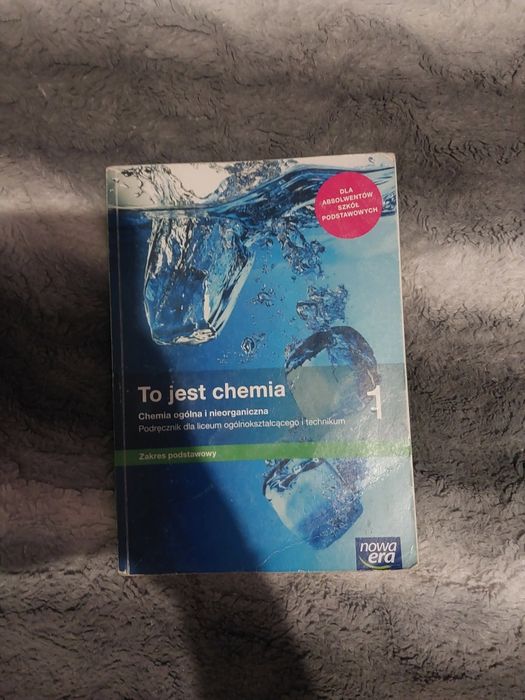 DLA
ABSOLWENTÓW
SZKÓŁ
PODSTAWOWYCH
To jest chemia
1
Chemia ogólna i nieorganiczna
Podręcznik dla liceum ogólnokształcącego i technikum
Zakres podstawowy
nowa
era